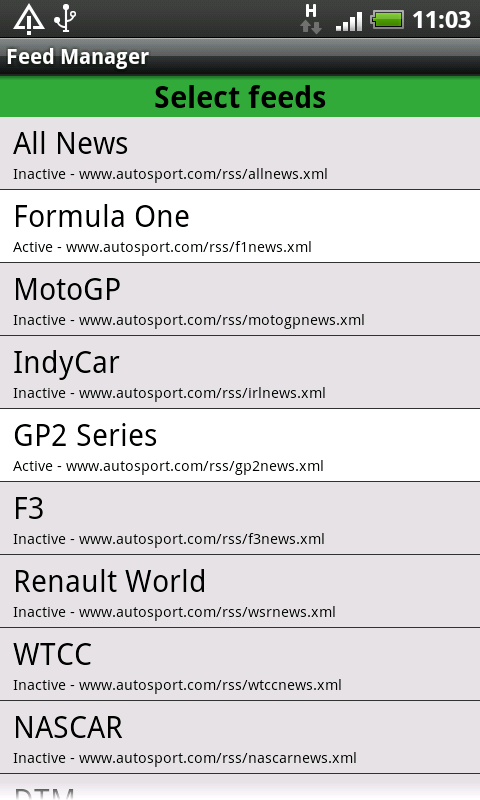 H
11:03
Feed Manager
Select feeds
All News
Inactive - www.autosport.com/rss/allnews.xml
Formula One
Active - www.autosport.com/rss/f1news.xml
MotoGP
Inactive - www.autosport.com/rss/motogpnews.xml
IndyCar
Inactive - www.autosport.com/rss/irlnews.xml
GP2 Series
Active - www.autosport.com/rss/gp2news.xml
F3
Inactive - www.autosport.com/rss/f3news.xml
Renault World
Inactive - www.autosport.com/rss/wsrnews.xml
WTCC
Inactive - www.autosport.com/rss/wtccnews.xml
NASCAR
Inactive - www.autosport.com/rss/nascarnews.xml
DTM